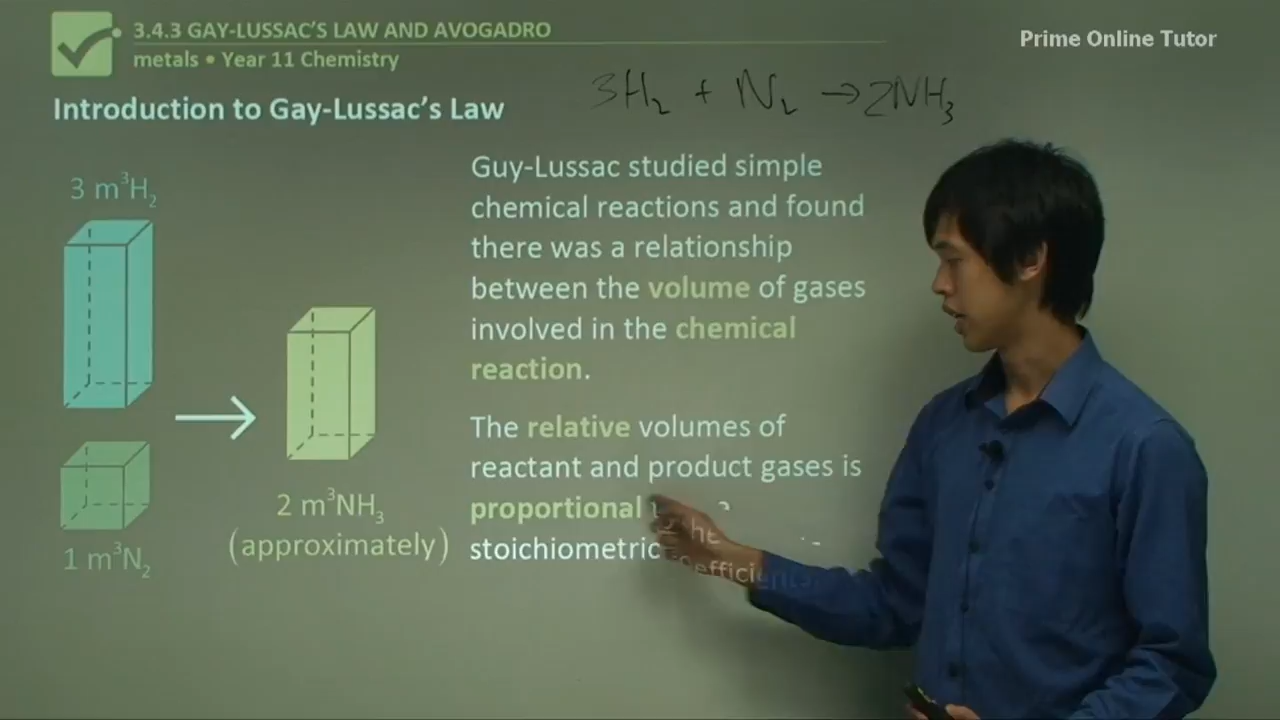 3.4.3 GAY-LUSSAC'S LAW AND AVOGADRO
metals • Year 11 Chemistry
Prime Online Tutor
3H₂ + N₂ → 2NH₃
Introduction to Gay-Lussac's Law
3 m³H₂
1 m³N₂
2 m³NH₃
(approximately)
Guy-Lussac studied simple
chemical reactions and found
there was a relationship
between the volume of gases
involved in the chemical
reaction.
The relative volumes of
reactant and product gases is
proportional
stoichiometric